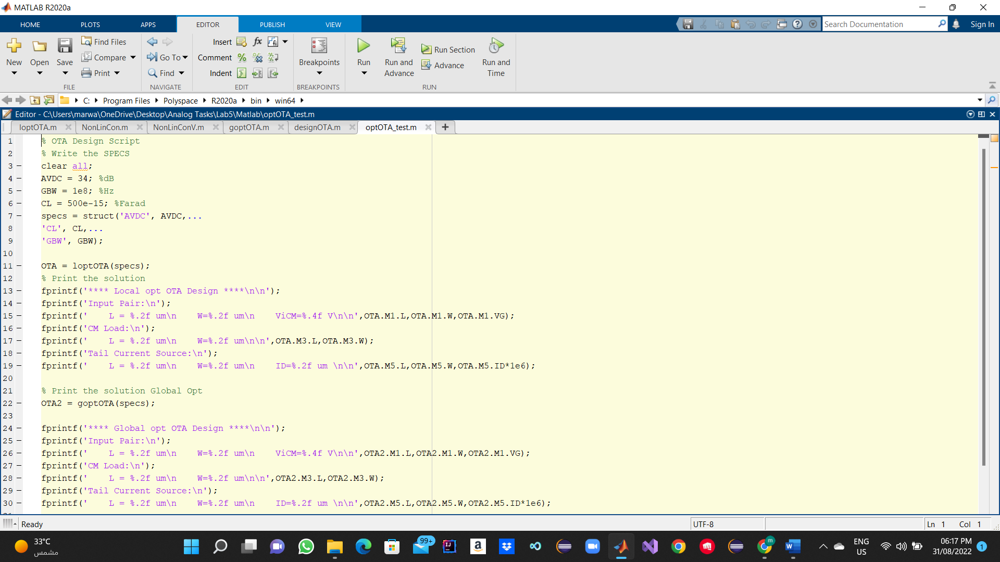 MATLAB R2020a
HOME PLOTS APPS EDITOR PUBLISH VIEW Search Documentation Sign In
New Open Save Find Files Compare Print
FILE
Go To Find
NAVIGATE
Insert fx
Comment
Indent
EDIT
Breakpoints
BREAKPOINTS
Run Run and Advance Run Section Advance Run and Time
RUN
C: Program Files Polyspace R2020a bin win64
Editor - C:\Users\marwa\OneDrive\Desktop\Analog Tasks\Lab5\Matlab\optOTA_test.m
loptOTA.m NonLinCon.m NonLinConV.m goptOTA.m designOTA.m optOTA_test.m
1 % OTA Design Script
2 % Write the SPECS
3 – clear all;
4 – AVDC = 34; %dB
5 – GBW = 1e8; %Hz
6 – CL = 500e-15; %Farad
7 – specs = struct('AVDC', AVDC,...
8 'CL', CL,...
9 'GBW', GBW);
10
11 – OTA = loptOTA(specs);
12 % Print the solution
13 – fprintf('**** Local opt OTA Design ****\n\n');
14 – fprintf('Input Pair:\n');
15 – fprintf('    L = %.2f um\n    W=%.2f um\n    ViCM=%.4f V\n\n',OTA.M1.L,OTA.M1.W,OTA.M1.VG);
16 – fprintf('CM Load:\n');
17 – fprintf('    L = %.2f um\n    W=%.2f um\n\n',OTA.M3.L,OTA.M3.W);
18 – fprintf('Tail Current Source:\n');
19 – fprintf('    L = %.2f um\n    W=%.2f um\n    ID=%.2f um \n\n',OTA.M5.L,OTA.M5.W,OTA.M5.ID*1e6);
20
21 % Print the solution Global Opt
22 – OTA2 = goptOTA(specs);
23
24 – fprintf('**** Global opt OTA Design ****\n\n');
25 – fprintf('Input Pair:\n');
26 – fprintf('    L = %.2f um\n    W=%.2f um\n    ViCM=%.4f V\n\n',OTA2.M1.L,OTA2.M1.W,OTA2.M1.VG);
27 – fprintf('CM Load:\n');
28 – fprintf('    L = %.2f um\n    W=%.2f um\n\n',OTA2.M3.L,OTA2.M3.W);
29 – fprintf('Tail Current Source:\n');
30 – fprintf('    L = %.2f um\n    W=%.2f um\n    ID=%.2f um \n\n',OTA2.M5.L,OTA2.M5.W,OTA2.M5.ID*1e6);
Ready UTF-8 Ln 1 Col 1
33°C
مشمس
99+
IJ
a
m
W
ENG
US
06:17 PM
31/08/2022
1